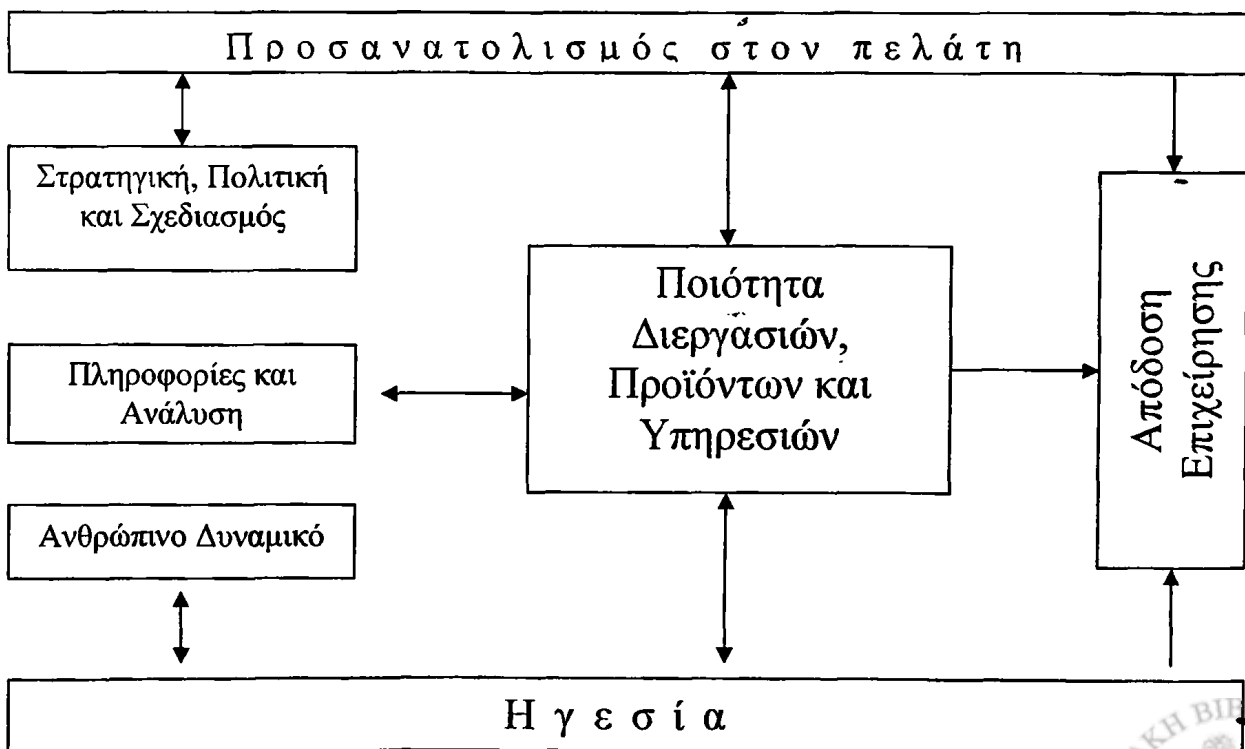 Προσανατολισμός στον πελάτη
Στρατηγική, Πολιτική
και Σχεδιασμός
Ποιότητα
Διεργασιών,
Προϊόντων και
Υπηρεσιών
Πληροφορίες και
Ανάλυση
Ανθρώπινο Δυναμικό
Απόδοση
Επιχείρησης
Ηγεσία